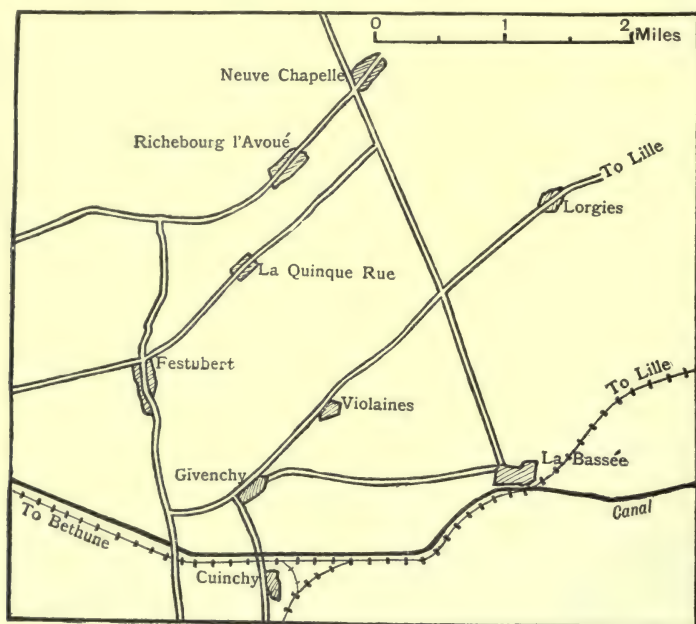 0 1 2
Miles
Neuve Chapelle
Richebourg l'Avoué
To Lille
Lorgies
La Quinque Rue
Festubert
To Lille
Violaines
La Bassée
Givenchy
Canal
To Bethune
Cuinchy